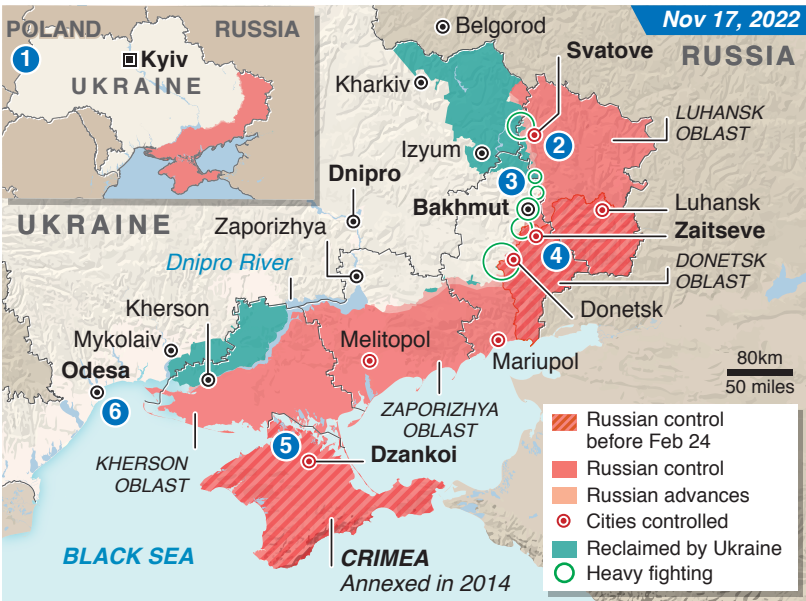 Nov 17, 2022
POLAND
RUSSIA
1
Kyiv
UKRAINE
Belgorod
Svatove
RUSSIA
Kharkiv
LUHANSK
OBLAST
2
Izyum
3
Dnipro
Bakhmut
Luhansk
UKRAINE
Zaporizhya
Zaitseve
4
Dnipro River
DONETSK
OBLAST
Kherson
Donetsk
Mykolaiv
Melitopol
Mariupol
80km
50 miles
Odesa
6
ZAPORIZHYA
OBLAST
KHERSON
OBLAST
5
Dzankoi
BLACK SEA
CRIMEA
Annexed in 2014
Russian control
before Feb 24
Russian control
Russian advances
Cities controlled
Reclaimed by Ukraine
Heavy fighting